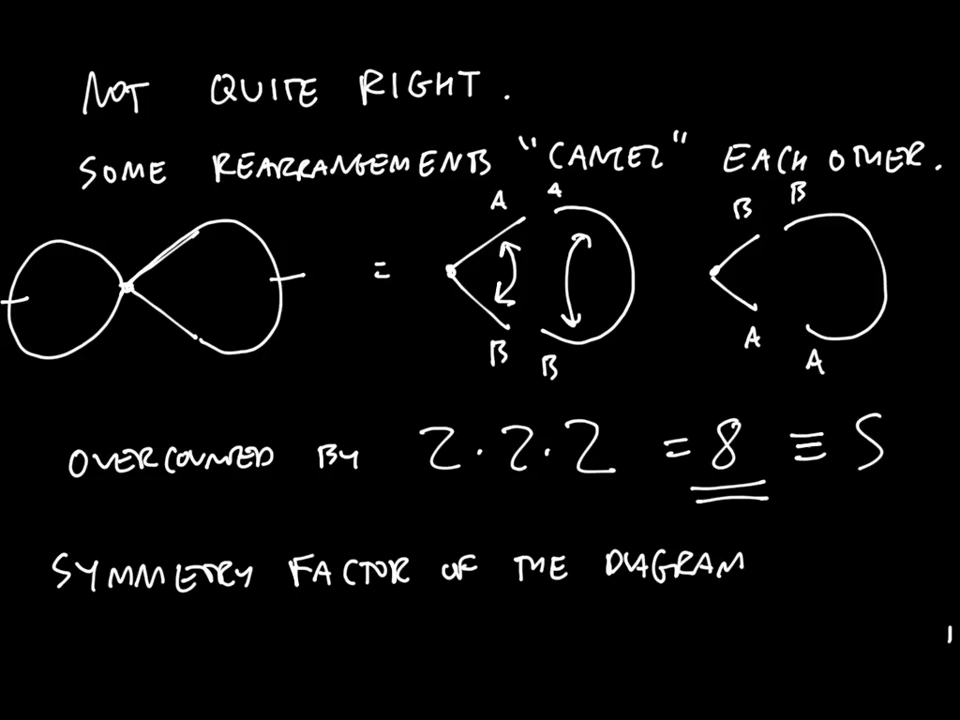 NOT QUITE RIGHT.
SOME REARRANGEMENTS "CANCEL" EACH OTHER.
A A B B
=
B B A A
OVERCOUNTED BY 2·2·2 = 8 ≡ S
SYMMETRY FACTOR OF THE DIAGRAM
1